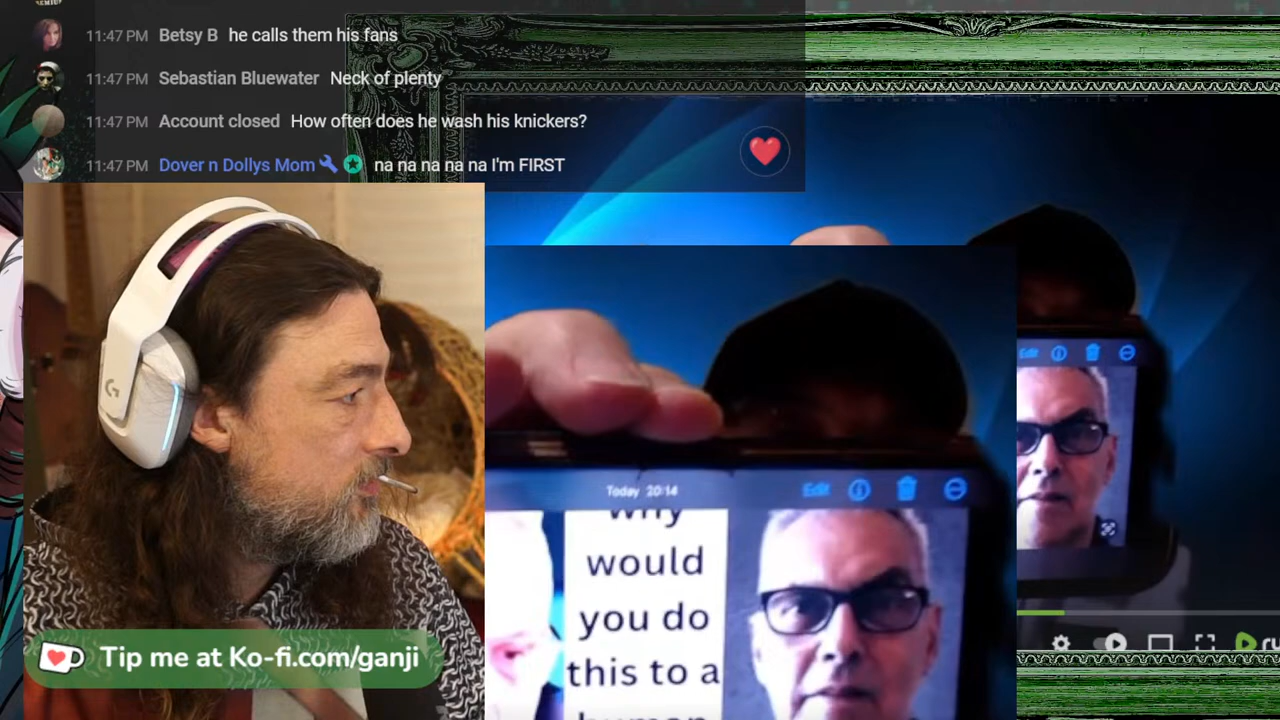 11:47 PM Betsy B he calls them his fans
11:47 PM Sebastian Bluewater Neck of plenty
11:47 PM Account closed How often does he wash his knickers?
11:47 PM Dover n Dollys Mom na na na na na I'm FIRST
Edit
Today 20:14 Edit
why
would
you do
this to a
human
G
Tip me at Ko-fi.com/ganji